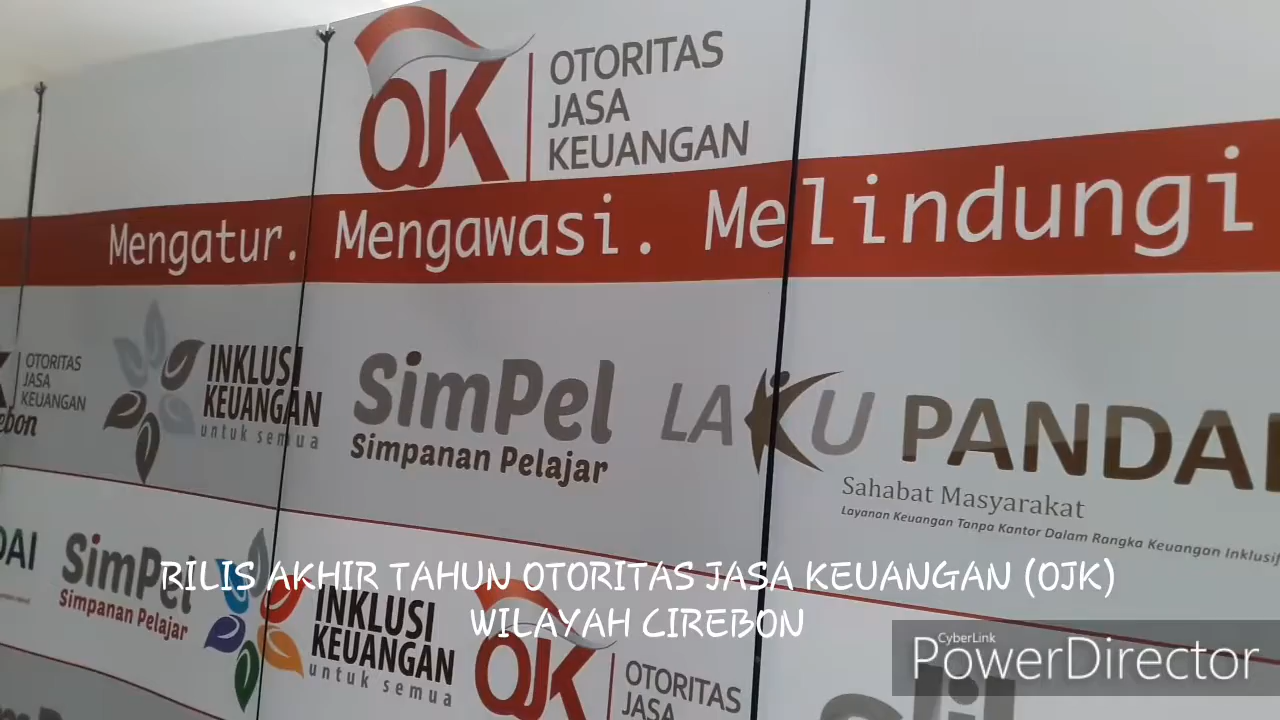 OJK
OTORITAS
JASA
KEUANGAN
Mengatur. Mengawasi. Melindungi
OTORITAS
JASA
KEUANGAN
INKLUSI
KEUANGAN
untuk semua
SimPel
Simpanan Pelajar
LAKU PANDA
Sahabat Masyarakat
Layanan Keuangan Tanpa Kantor Dalam Rangka Keuangan Inklusif
DAI
SimPel
Simpanan Pelajar
INKLUSI
KEUANGAN
untuk semua
OJK
OTORITAS
JASA
RILIS AKHIR TAHUN OTORITAS JASA KEUANGAN (OJK)
WILAYAH CIREBON
CyberLink
PowerDirector